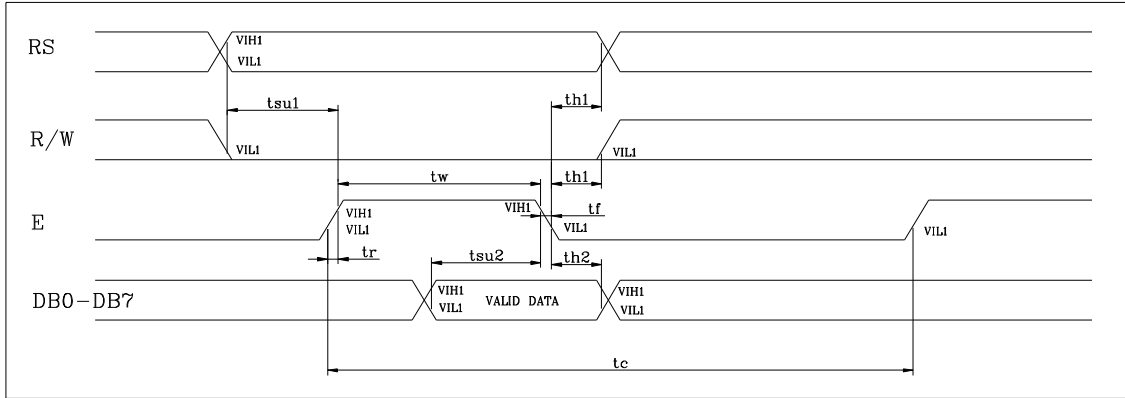 RS
VIH1
VIL1
tsu1
th1
R/W
VIL1
VIL1
tw
th1
E
VIH1
VIL1
VIH1
tf
VIL1
VIL1
tr
tsu2
th2
DB0-DB7
VIH1
VIL1
VALID DATA
VIH1
VIL1
tc